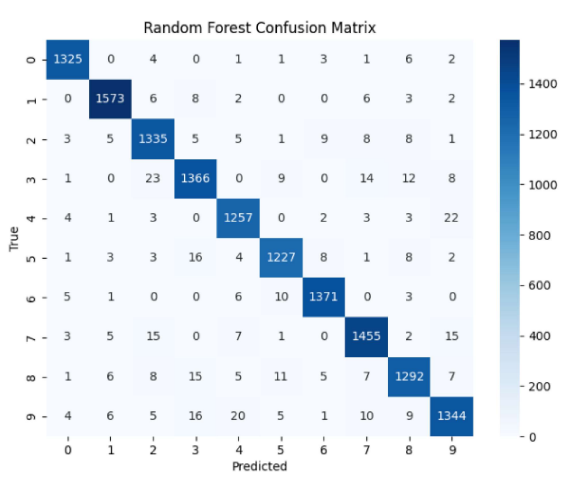 Random Forest Confusion Matrix
True
0 1325 0 4 0 1 1 3 1 6 2
1 0 1573 6 8 2 0 0 6 3 2
2 3 5 1335 5 5 1 9 8 8 1
3 1 0 23 1366 0 9 0 14 12 8
4 4 1 3 0 1257 0 2 3 3 22
5 1 3 3 16 4 1227 8 1 8 2
6 5 1 0 0 6 10 1371 0 3 0
7 3 5 15 0 7 1 0 1455 2 15
8 1 6 8 15 5 11 5 7 1292 7
9 4 6 5 16 20 5 1 10 9 1344
0 1 2 3 4 5 6 7 8 9
Predicted
1400
1200
1000
800
600
400
200
0